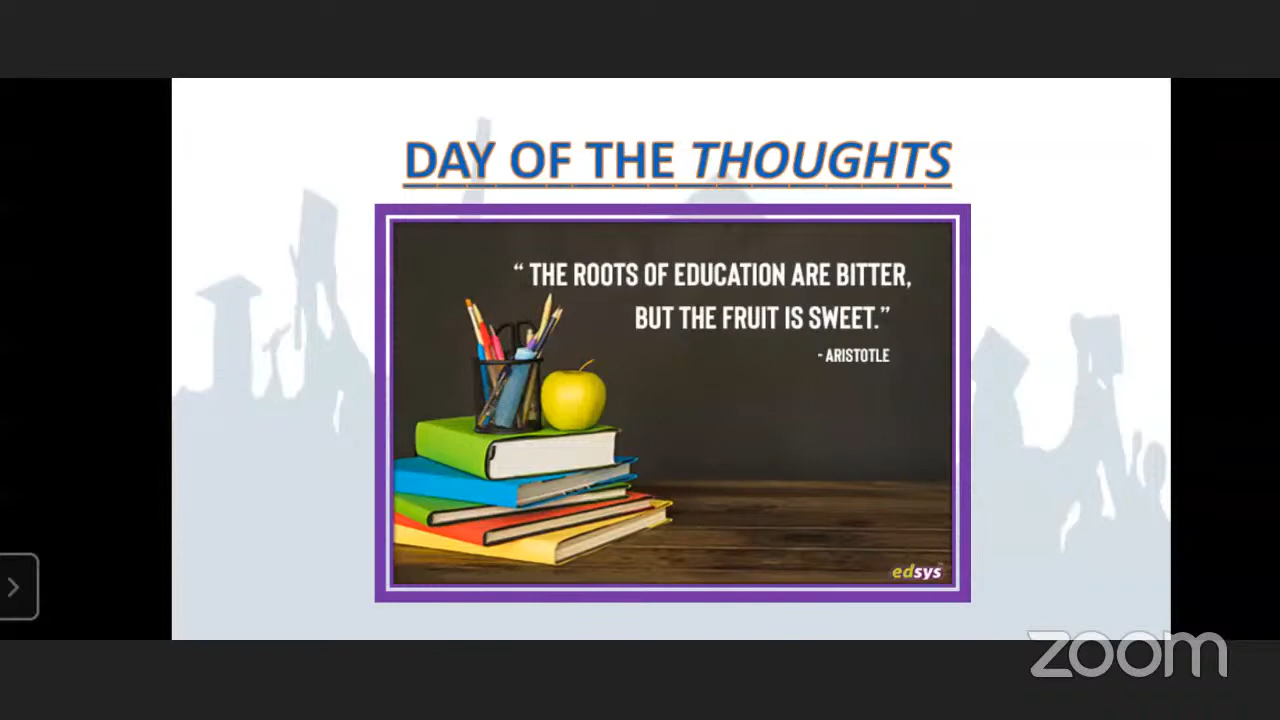 DAY OF THE THOUGHTS
“ THE ROOTS OF EDUCATION ARE BITTER,
BUT THE FRUIT IS SWEET.”
- ARISTOTLE
edsys
zoom